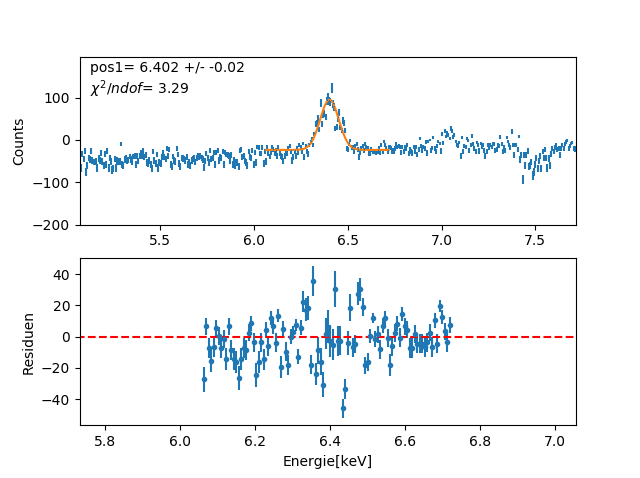 pos1= 6.402 +/- -0.02
χ²/ndof= 3.29
Counts
100
0
−100
−200
5.5 6.0 6.5 7.0 7.5
Residuen
40
20
0
−20
−40
5.8 6.0 6.2 6.4 6.6 6.8 7.0
Energie[keV]